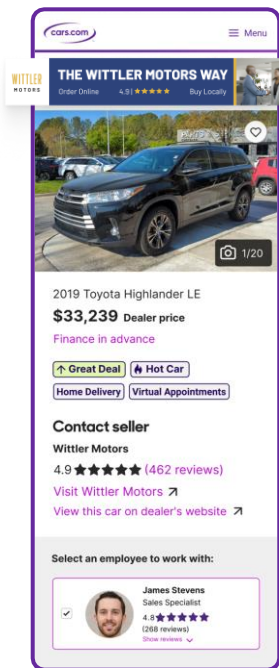 cars.com
Menu
WITTLER
MOTORS
THE WITTLER MOTORS WAY
Order Online 4.9 | ★★★★★ Buy Locally
1/20
2019 Toyota Highlander LE
$33,239 Dealer price
Finance in advance
Great Deal
Hot Car
Home Delivery
Virtual Appointments
Contact seller
Wittler Motors
4.9 ★★★★★ (462 reviews)
Visit Wittler Motors ↗
View this car on dealer's website ↗
Select an employee to work with:
James Stevens
Sales Specialist
4.8 ★★★★★
(268 reviews)
Show reviews